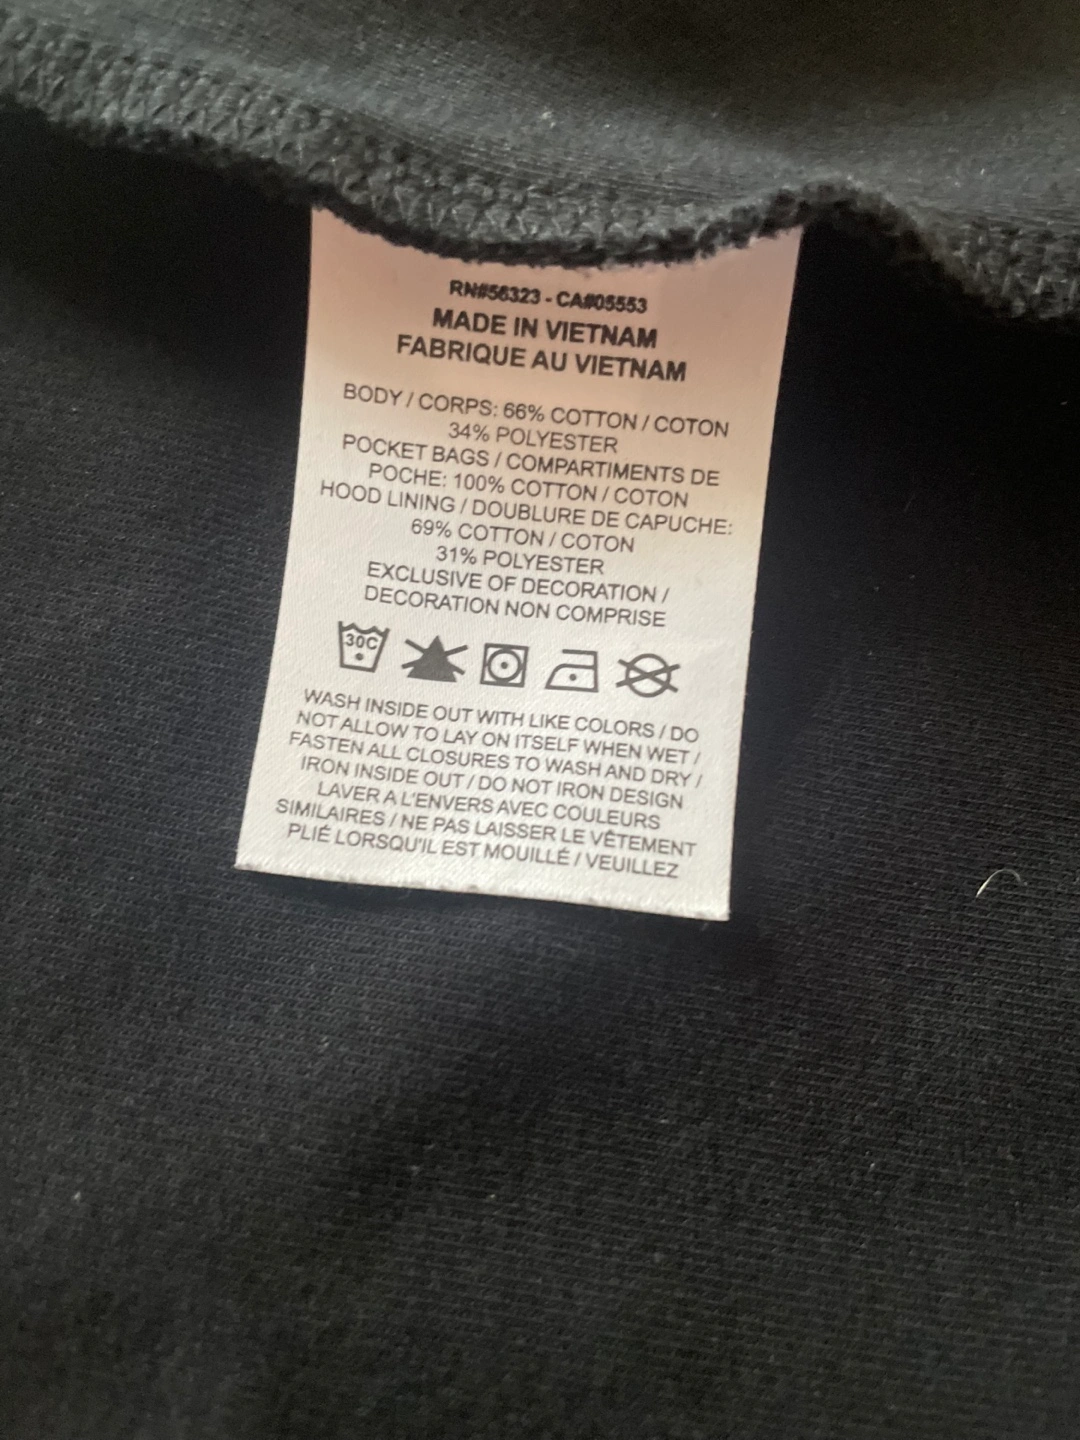 RN#56323 - CA#05553
MADE IN VIETNAM
FABRIQUE AU VIETNAM
BODY / CORPS: 66% COTTON / COTON
34% POLYESTER
POCKET BAGS / COMPARTIMENTS DE
POCHE: 100% COTTON / COTON
HOOD LINING / DOUBLURE DE CAPUCHE:
69% COTTON / COTON
31% POLYESTER
EXCLUSIVE OF DECORATION /
DECORATION NON COMPRISE
30C
WASH INSIDE OUT WITH LIKE COLORS / DO
NOT ALLOW TO LAY ON ITSELF WHEN WET /
FASTEN ALL CLOSURES TO WASH AND DRY /
IRON INSIDE OUT / DO NOT IRON DESIGN
LAVER A L'ENVERS AVEC COULEURS
SIMILAIRES / NE PAS LAISSER LE VÊTEMENT
PLIÉ LORSQU'IL EST MOUILLÉ / VEUILLEZ